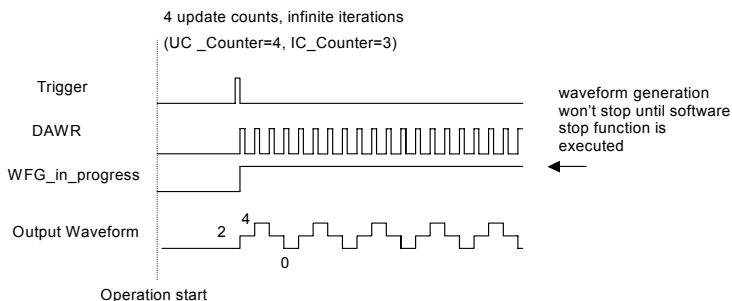 4 update counts, infinite iterations
(UC _Counter=4, IC_Counter=3)
Trigger
waveform generation
won't stop until software
stop function is
executed
DAWR
WFG_in_progress
Output Waveform
4
2
0
Operation start